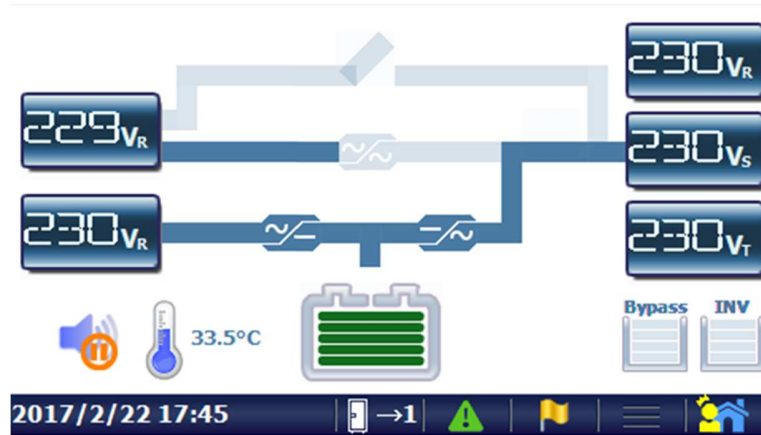 230VR
229VR
230VS
230VR
230VT
33.5°C
Bypass INV
2017/2/22 17:45 →1